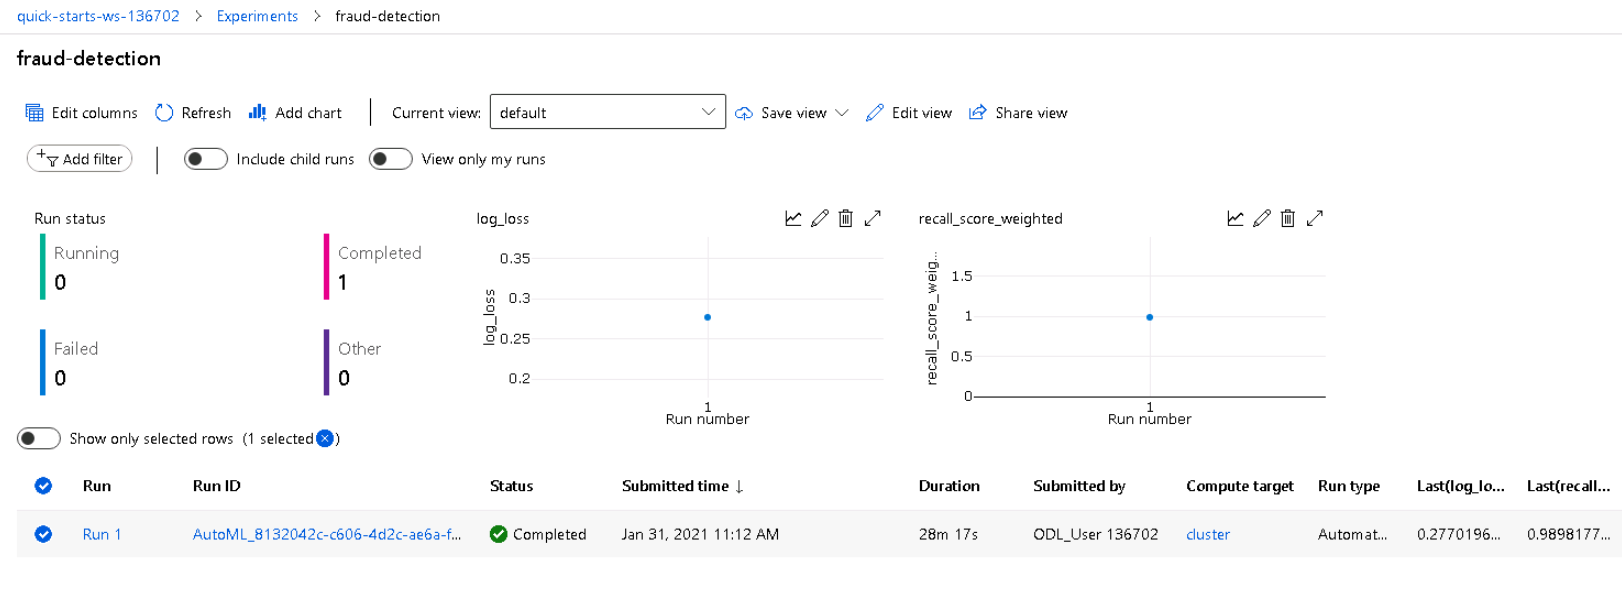 quick-starts-ws-136702 > Experiments > fraud-detection
fraud-detection
Edit columns Refresh Add chart Current view: default Save view Edit view Share view
Add filter Include child runs View only my runs
Run status
Running
0
Completed
1
Failed
0
Other
0
log_loss
0.35
0.3
0.25
0.2
log_loss
1
Run number
recall_score_weighted
1.5
1
0.5
0
recall_score_weig...
1
Run number
Show only selected rows (1 selected )
Run Run ID Status Submitted time ↓ Duration Submitted by Compute target Run type Last(log_lo... Last(recall...
Run 1 AutoML_8132042c-c606-4d2c-ae6a-f... Completed Jan 31, 2021 11:12 AM 28m 17s ODL_User 136702 cluster Automat... 0.2770196... 0.9898177...